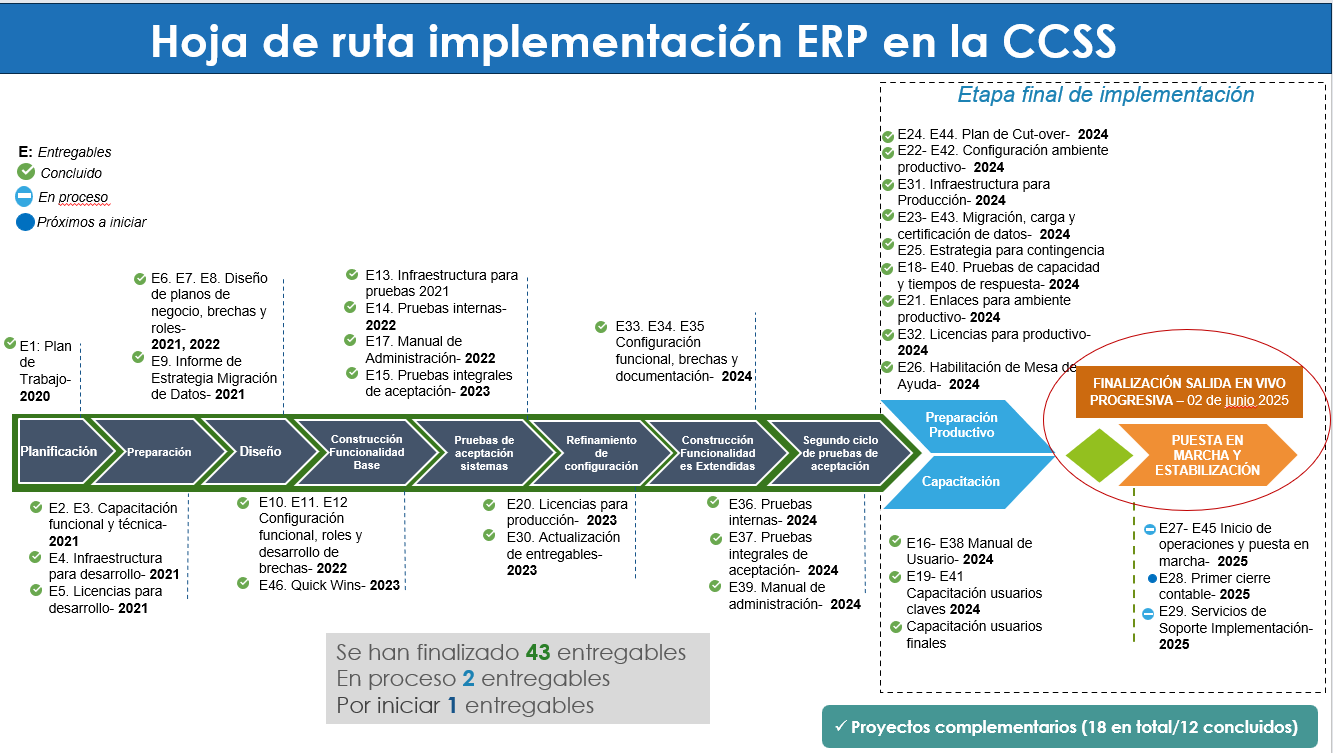 Hoja de ruta implementación ERP en la CCSS
E: Entregables
Concluido
En proceso
Próximos a iniciar
E1: Plan
de
Trabajo-
2020
E6. E7. E8. Diseño
de planos de
negocio, brechas y
roles-
2021, 2022
E9. Informe de
Estrategia Migración
de Datos- 2021
E13. Infraestructura para
pruebas 2021
E14. Pruebas internas-
2022
E17. Manual de
Administración- 2022
E15. Pruebas integrales
de aceptación- 2023
E33. E34. E35
Configuración
funcional, brechas y
documentación- 2024
Etapa final de implementación
E24. E44. Plan de Cut-over- 2024
E22- E42. Configuración ambiente
productivo- 2024
E31. Infraestructura para
Producción- 2024
E23- E43. Migración, carga y
certificación de datos- 2024
E25. Estrategia para contingencia
E18- E40. Pruebas de capacidad
y tiempos de respuesta- 2024
E21. Enlaces para ambiente
productivo- 2024
E32. Licencias para productivo-
2024
E26. Habilitación de Mesa de
Ayuda- 2024
FINALIZACIÓN SALIDA EN VIVO
PROGRESIVA – 02 de junio 2025
Planificación
Preparación
Diseño
Construcción
Funcionalidad
Base
Pruebas de
aceptación
sistemas
Refinamiento
de
configuración
Construcción
Funcionalidad
es Extendidas
Segundo ciclo
de pruebas de
aceptación
Preparación
Productivo
Capacitación
PUESTA EN
MARCHA Y
ESTABILIZACIÓN
E2. E3. Capacitación
funcional y técnica-
2021
E4. Infraestructura
para desarrollo- 2021
E5. Licencias para
desarrollo- 2021
E10. E11. E12
Configuración
funcional, roles y
desarrollo de
brechas- 2022
E46. Quick Wins- 2023
E20. Licencias para
producción- 2023
E30. Actualización
de entregables-
2023
E36. Pruebas
internas- 2024
E37. Pruebas
integrales de
aceptación- 2024
E39. Manual de
administración- 2024
E16- E38 Manual de
Usuario- 2024
E19- E41
Capacitación usuarios
claves 2024
Capacitación usuarios
finales
E27- E45 Inicio de
operaciones y puesta en
marcha- 2025
E28. Primer cierre
contable- 2025
E29. Servicios de
Soporte Implementación-
2025
Se han finalizado 43 entregables
En proceso 2 entregables
Por iniciar 1 entregables
✓ Proyectos complementarios (18 en total/12 concluidos)